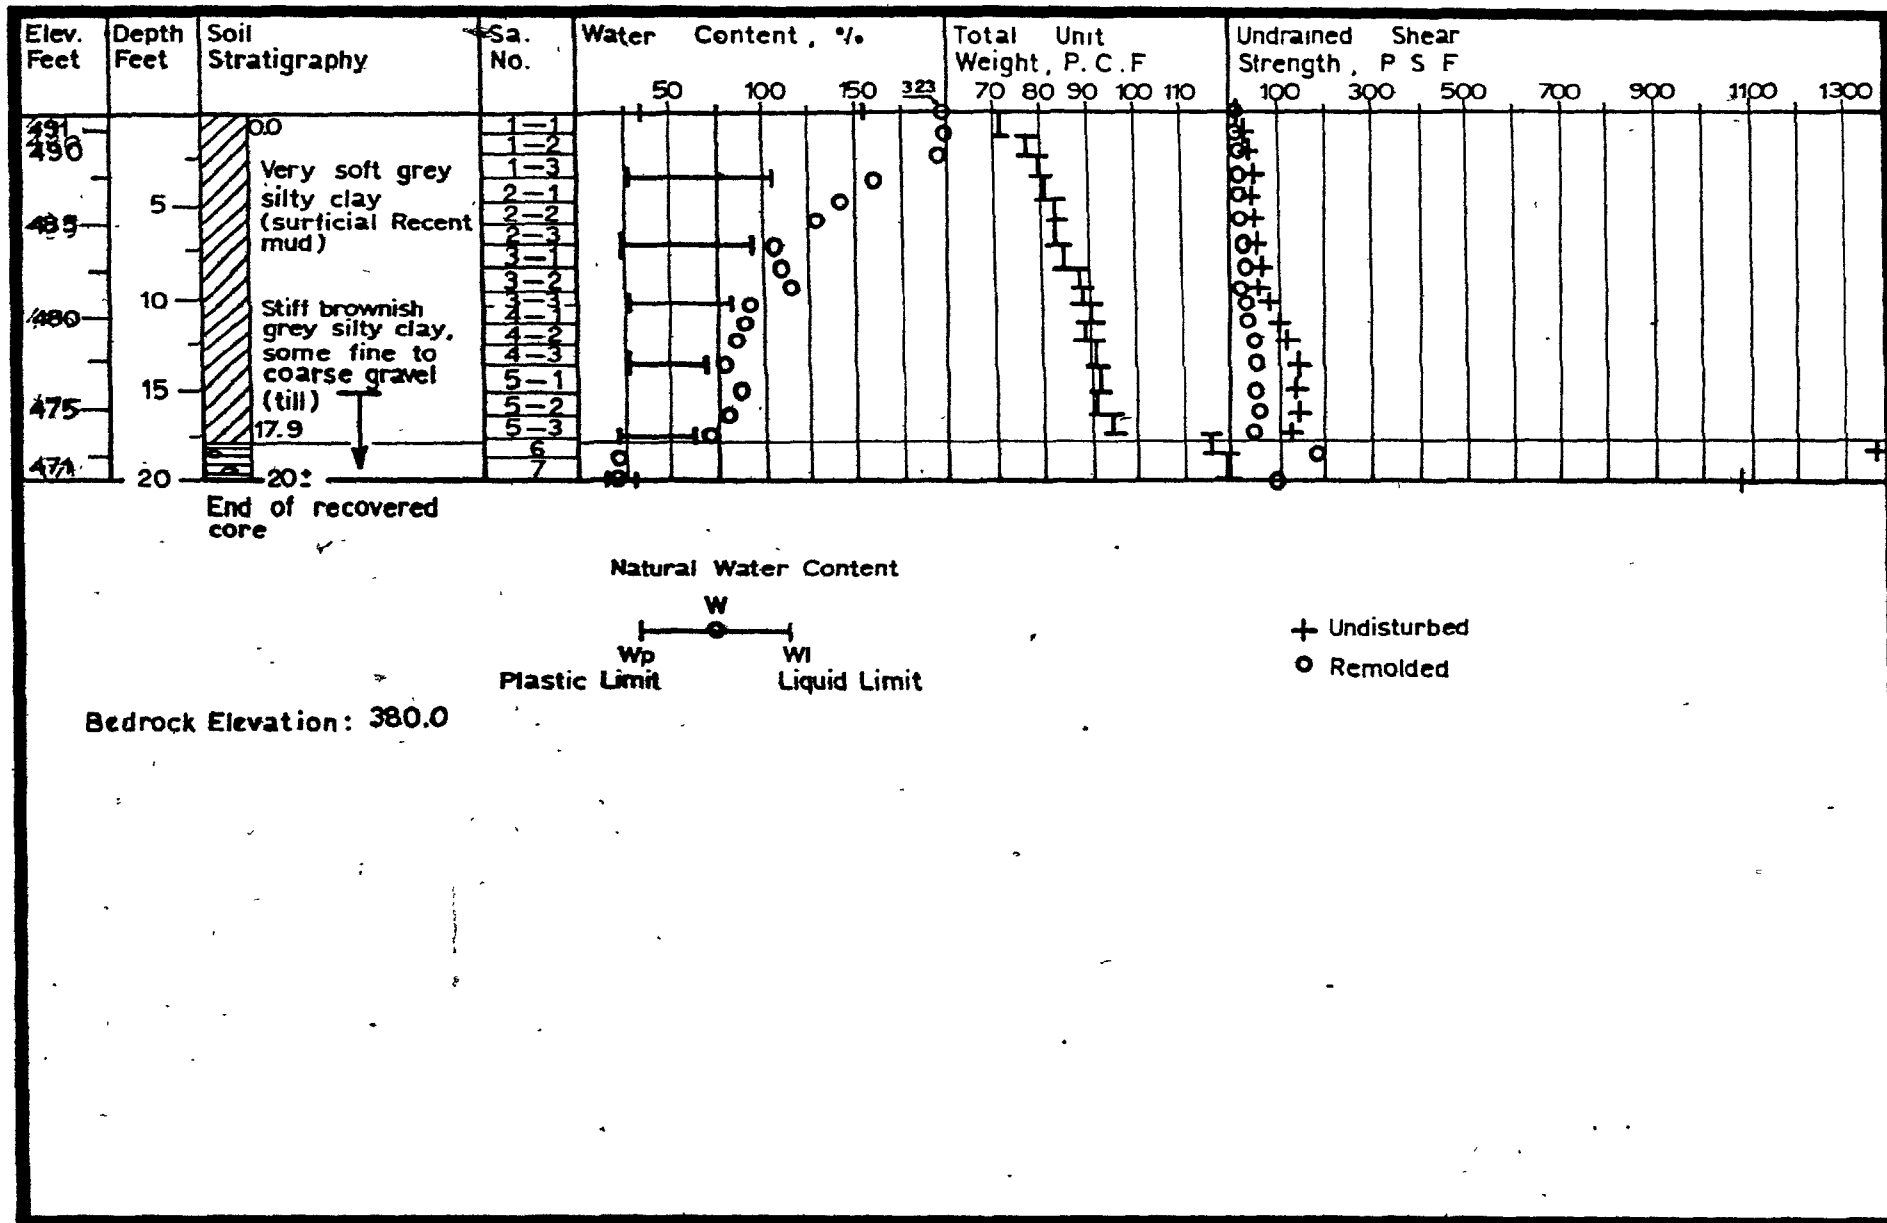 Elev. Feet
Depth Feet
Soil Stratigraphy
Sa. No.
Water Content, %
Total Unit Weight, P.C.F
Undrained Shear Strength, P S F
50 100 150 323
70 80 90 100 110
100 300 500 700 900 1100 1300
491
490
485
480
475
471
5
10
15
20
0.0
Very soft grey
silty clay
(surficial Recent
mud)
Stiff brownish
grey silty clay,
some fine to
coarse gravel
(till)
17.9
20±
End of recovered
core
1-1
1-2
1-3
2-1
2-2
2-3
3-1
3-2
3-3
4-1
4-2
4-3
5-1
5-2
5-3
6
7
Natural Water Content
W
Wp Wl
Plastic Limit Liquid Limit
+ Undisturbed
o Remolded
Bedrock Elevation: 380.0